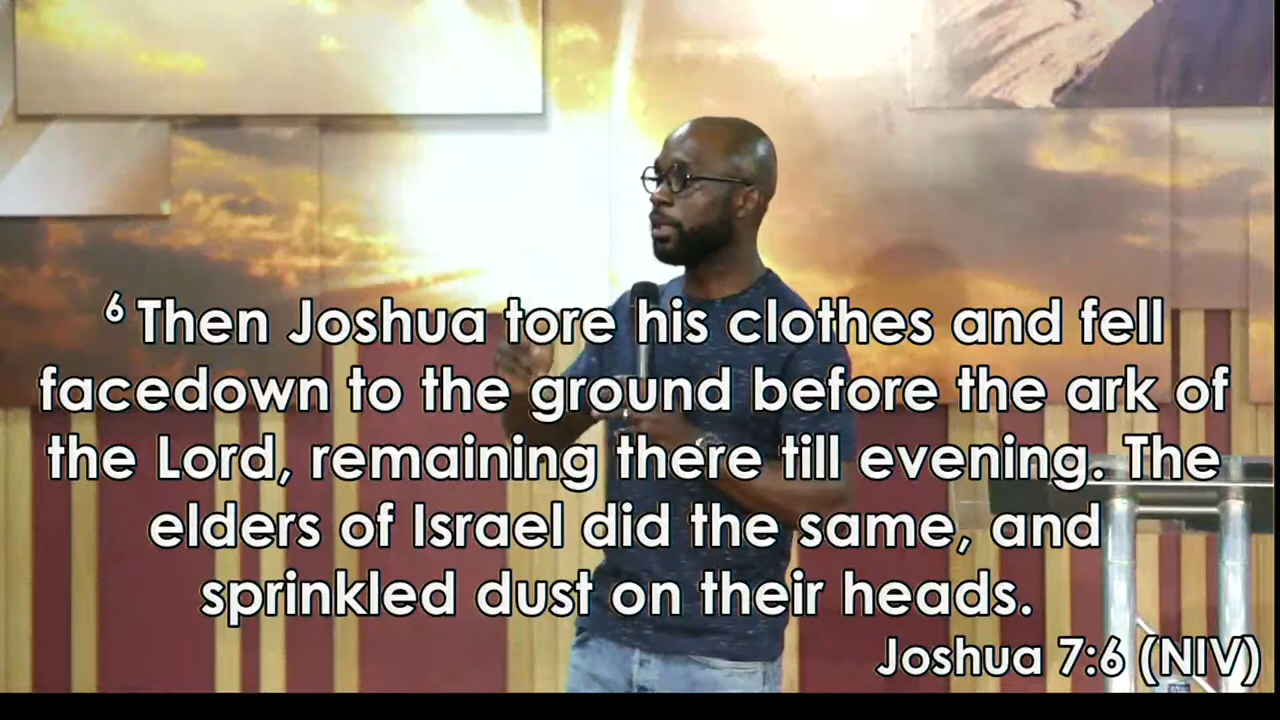 6 Then Joshua tore his clothes and fell
facedown to the ground before the ark of
the Lord, remaining there till evening. The
elders of Israel did the same, and
sprinkled dust on their heads.
Joshua 7:6 (NIV)